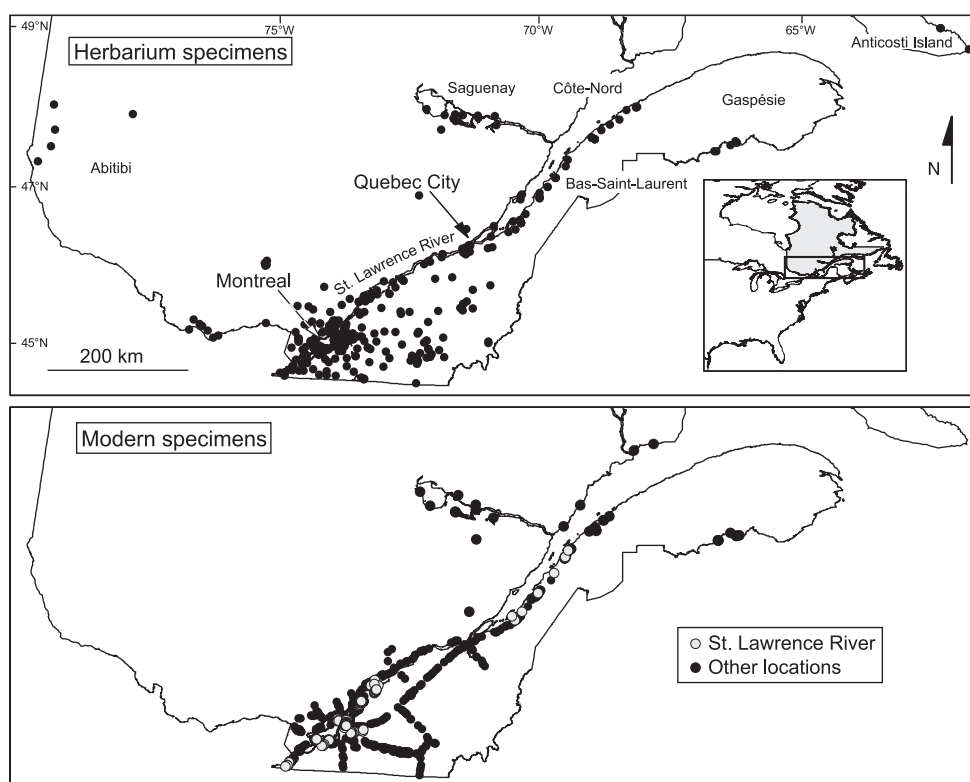 49°N
75°W
70°W
65°W
Herbarium specimens
Anticosti Island
Saguenay
Côte-Nord
Gaspésie
Abitibi
N
47°N
Quebec City
Bas-Saint-Laurent
St. Lawrence River
Montreal
45°N
200 km
Modern specimens
St. Lawrence River
Other locations